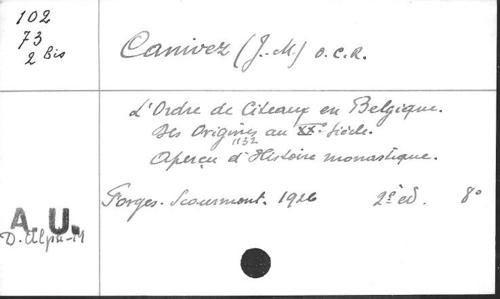 102
73
2 Bis
Canivez (J.-M.) O.C.R.
L'Ordre de Citeaux en Belgique.
Des Origines au XXe Siècle.
1132
Aperçu d'Histoire monastique.
Forges-Scourmont. 1926 2e éd. 8°
A.U.